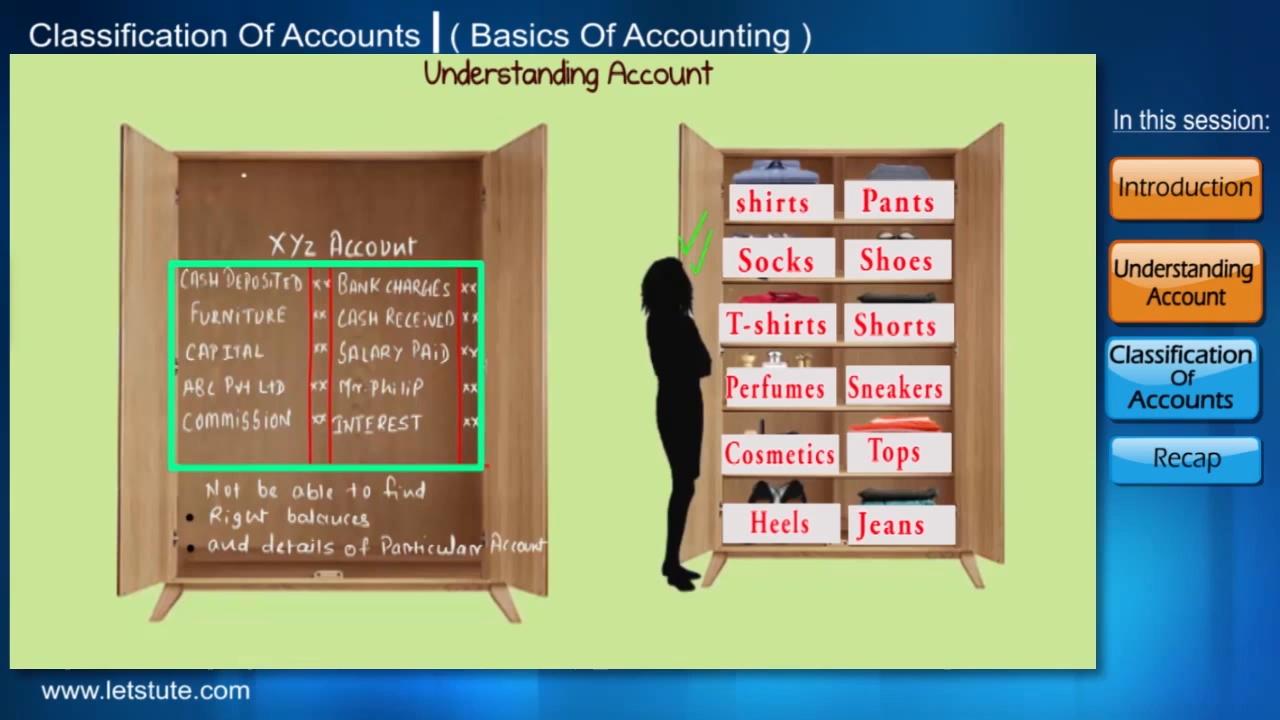 Classification Of Accounts | ( Basics Of Accounting )
Understanding Account
In this session:
Introduction
Understanding
Account
Classification
Of
Accounts
Recap
XYz Account
CASH DEPOSITED xx BANK CHARGES xx
FURNITURE xx CASH RECEIVED xx
CAPITAL xx SALARY PAID xx
ABC PVT LTD xx Mr. PhiliP xx
COMMISSION xx INTEREST xx
Not be able to find
• Right balances
• and details of Particular Account
shirts Pants
Socks Shoes
T-shirts Shorts
Perfumes Sneakers
Cosmetics Tops
Heels Jeans
www.letstute.com